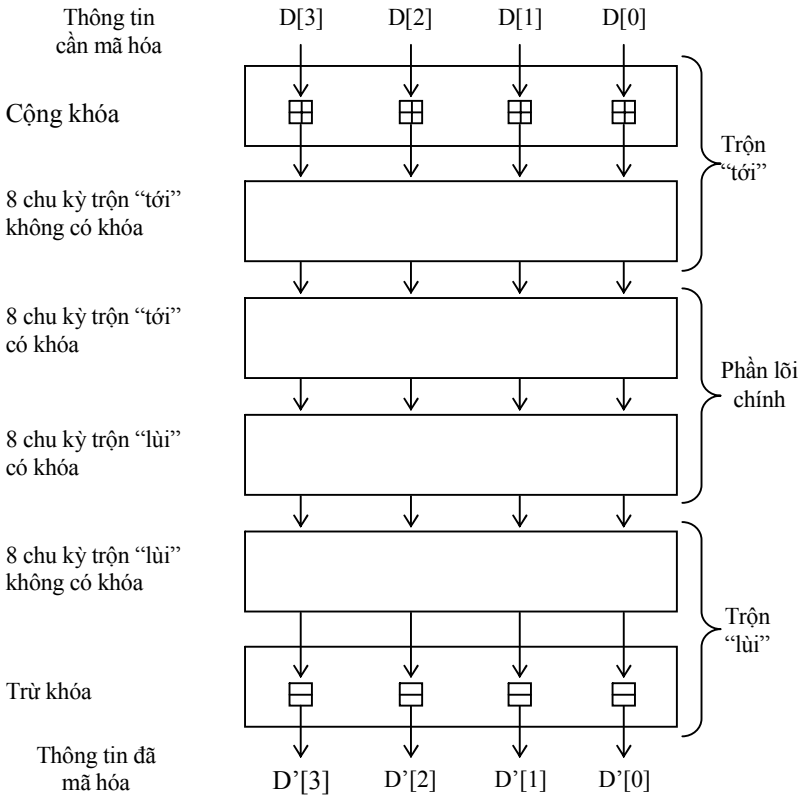 Thông tin
cần mã hóa
D[3] D[2] D[1] D[0]
Cộng khóa
Trộn
“tới”
8 chu kỳ trộn “tới”
không có khóa
8 chu kỳ trộn “tới”
có khóa
Phần lõi
chính
8 chu kỳ trộn “lùi”
có khóa
8 chu kỳ trộn “lùi”
không có khóa
Trộn
“lùi”
Trừ khóa
Thông tin đã
mã hóa
D’[3] D’[2] D’[1] D’[0]